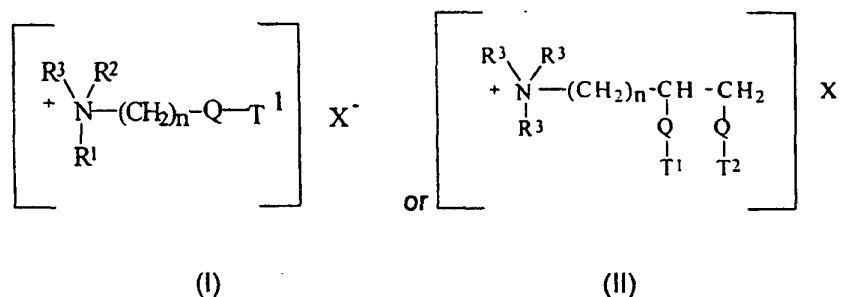 R³ R² R³ R³
+ N—(CH₂)n-Q—T¹ X⁻ + N—(CH₂)n-CH-CH₂ X
R¹ R³ Q Q
T¹ T²
or
(I) (II)